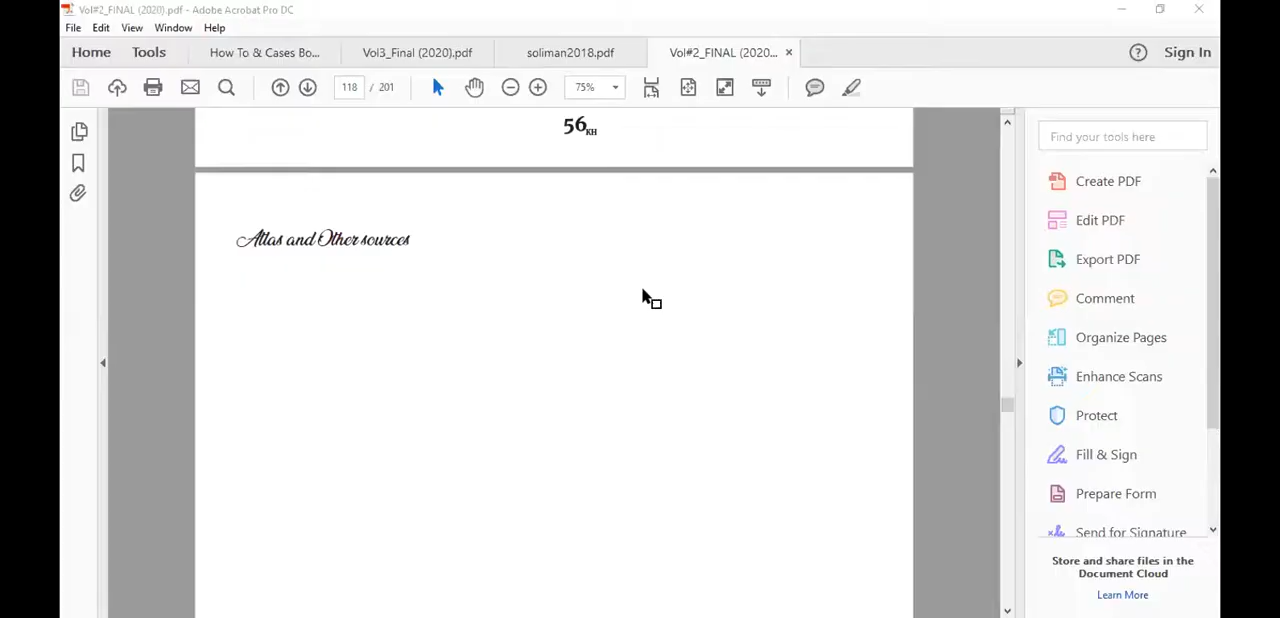 Vol#2_FINAL (2020).pdf - Adobe Acrobat Pro DC
File Edit View Window Help
Home Tools How To & Cases Bo... Vol3_Final (2020).pdf soliman2018.pdf Vol#2_FINAL (2020... × Sign In
118 / 201 75%
56KH
Atlas and Other sources
Find your tools here
Create PDF
Edit PDF
Export PDF
Comment
Organize Pages
Enhance Scans
Protect
Fill & Sign
Prepare Form
Send for Signature
Store and share files in the
Document Cloud
Learn More